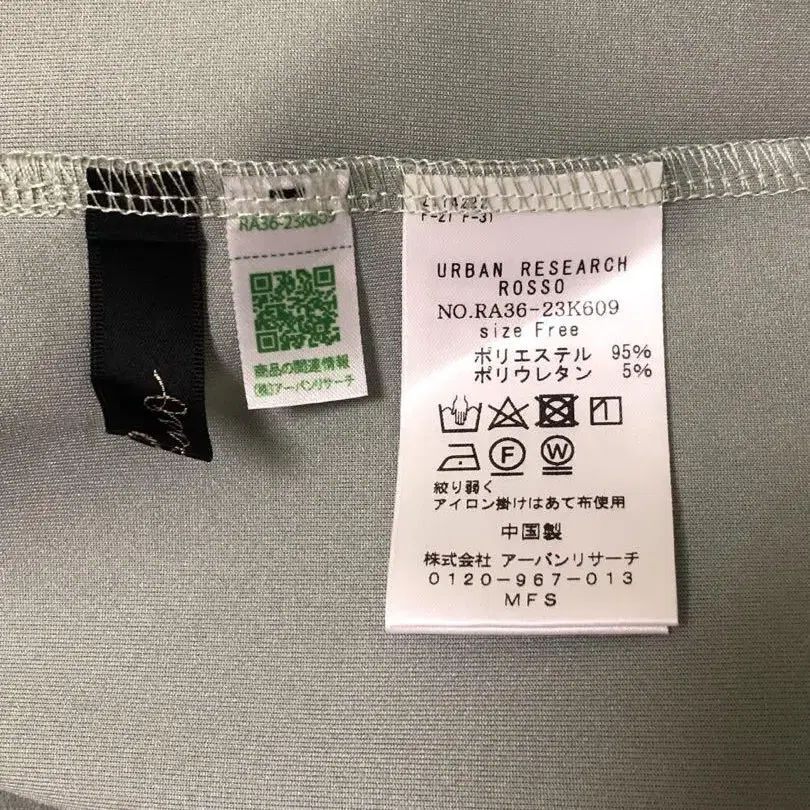 RA36-23K609
商品の関連情報
(株)アーバンリサーチ
F-21 F-31
URBAN RESEARCH
ROSSO
NO.RA36-23K609
size Free
ポリエステル 95%
ポリウレタン 5%
F W
絞り弱く
アイロン掛けはあて布使用
中国製
株式会社 アーバンリサーチ
0120-967-013
MFS